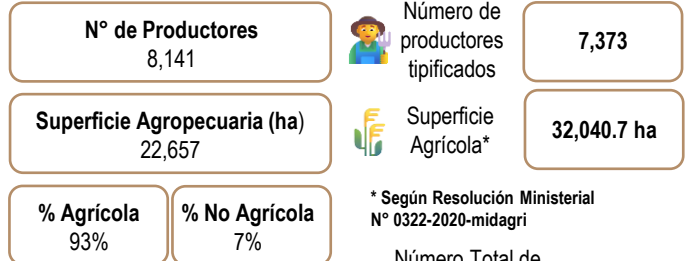 N° de Productores
8,141
Superficie Agropecuaria (ha)
22,657
% Agrícola
93%
% No Agrícola
7%
Número de
productores
tipificados
7,373
Superficie
Agrícola*
32,040.7 ha
* Según Resolución Ministerial
N° 0322-2020-midagri
Número Total de